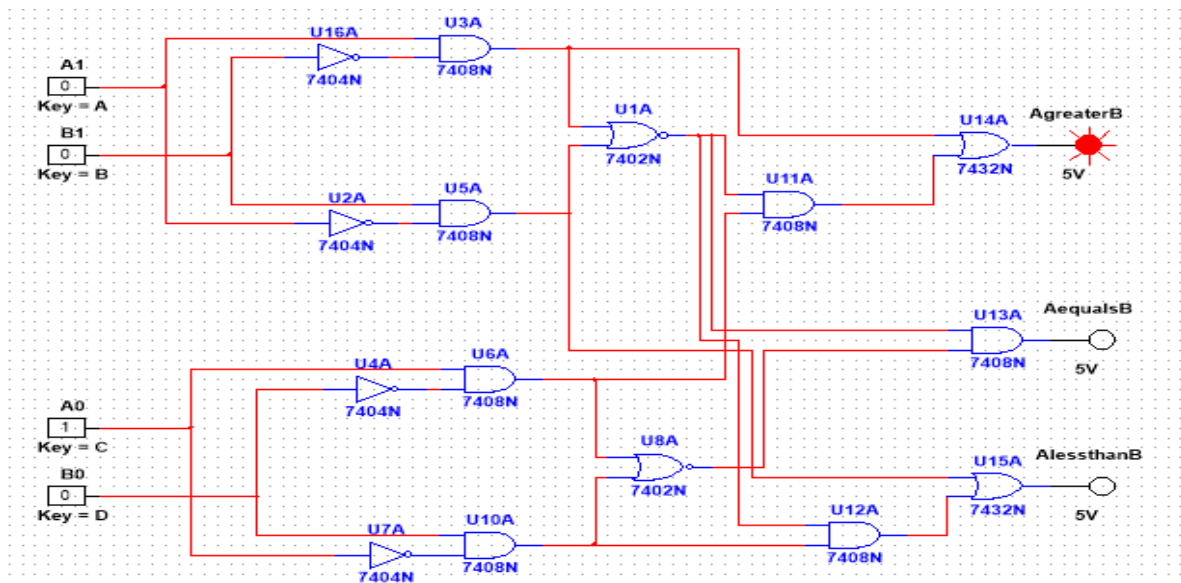 U3A
U16A
7408N
7404N
A1
0
Key = A
B1
0
Key = B
U1A
7402N
U14A
7432N
AgreaterB
5V
U2A
7404N
U5A
7408N
U11A
7408N
U13A
7408N
AequalsB
5V
U4A
7404N
U6A
7408N
A0
1
Key = C
B0
0
Key = D
U8A
7402N
U15A
7432N
AlessthanB
5V
U7A
7404N
U10A
7408N
U12A
7408N